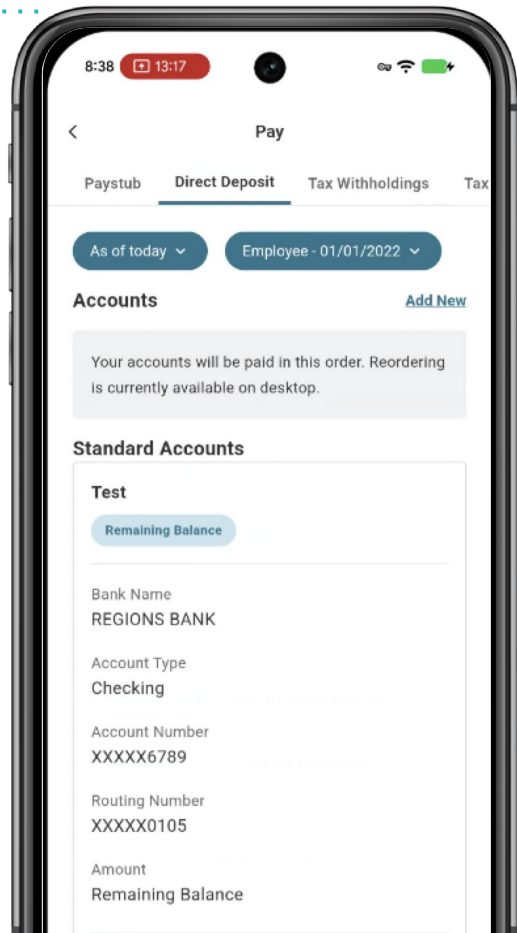 8:38 13:17
Pay
Paystub Direct Deposit Tax Withholdings Tax
As of today Employee - 01/01/2022
Accounts Add New
Your accounts will be paid in this order. Reordering
is currently available on desktop.
Standard Accounts
Test
Remaining Balance
Bank Name
REGIONS BANK
Account Type
Checking
Account Number
XXXXX6789
Routing Number
XXXXX0105
Amount
Remaining Balance